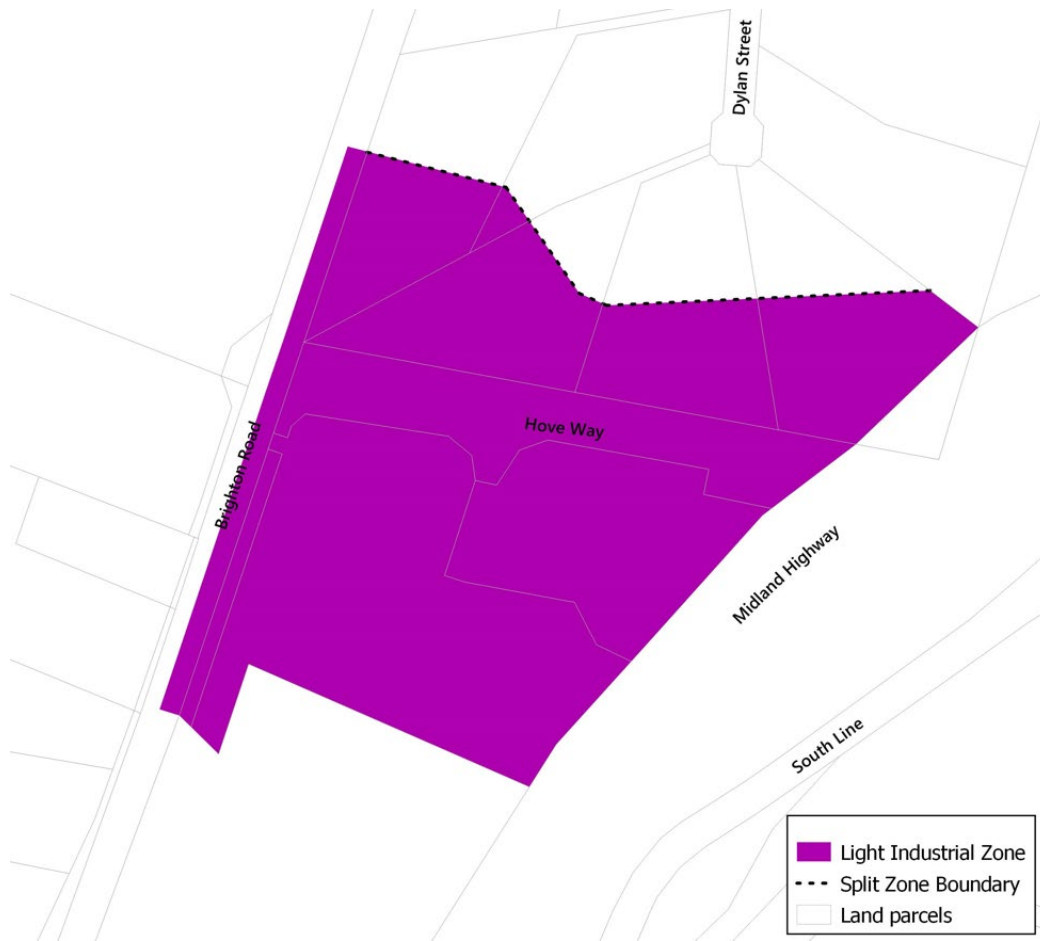 Dylan Street
Hove Way
Brighton Road
Midland Highway
South Line
Light Industrial Zone
Split Zone Boundary
Land parcels